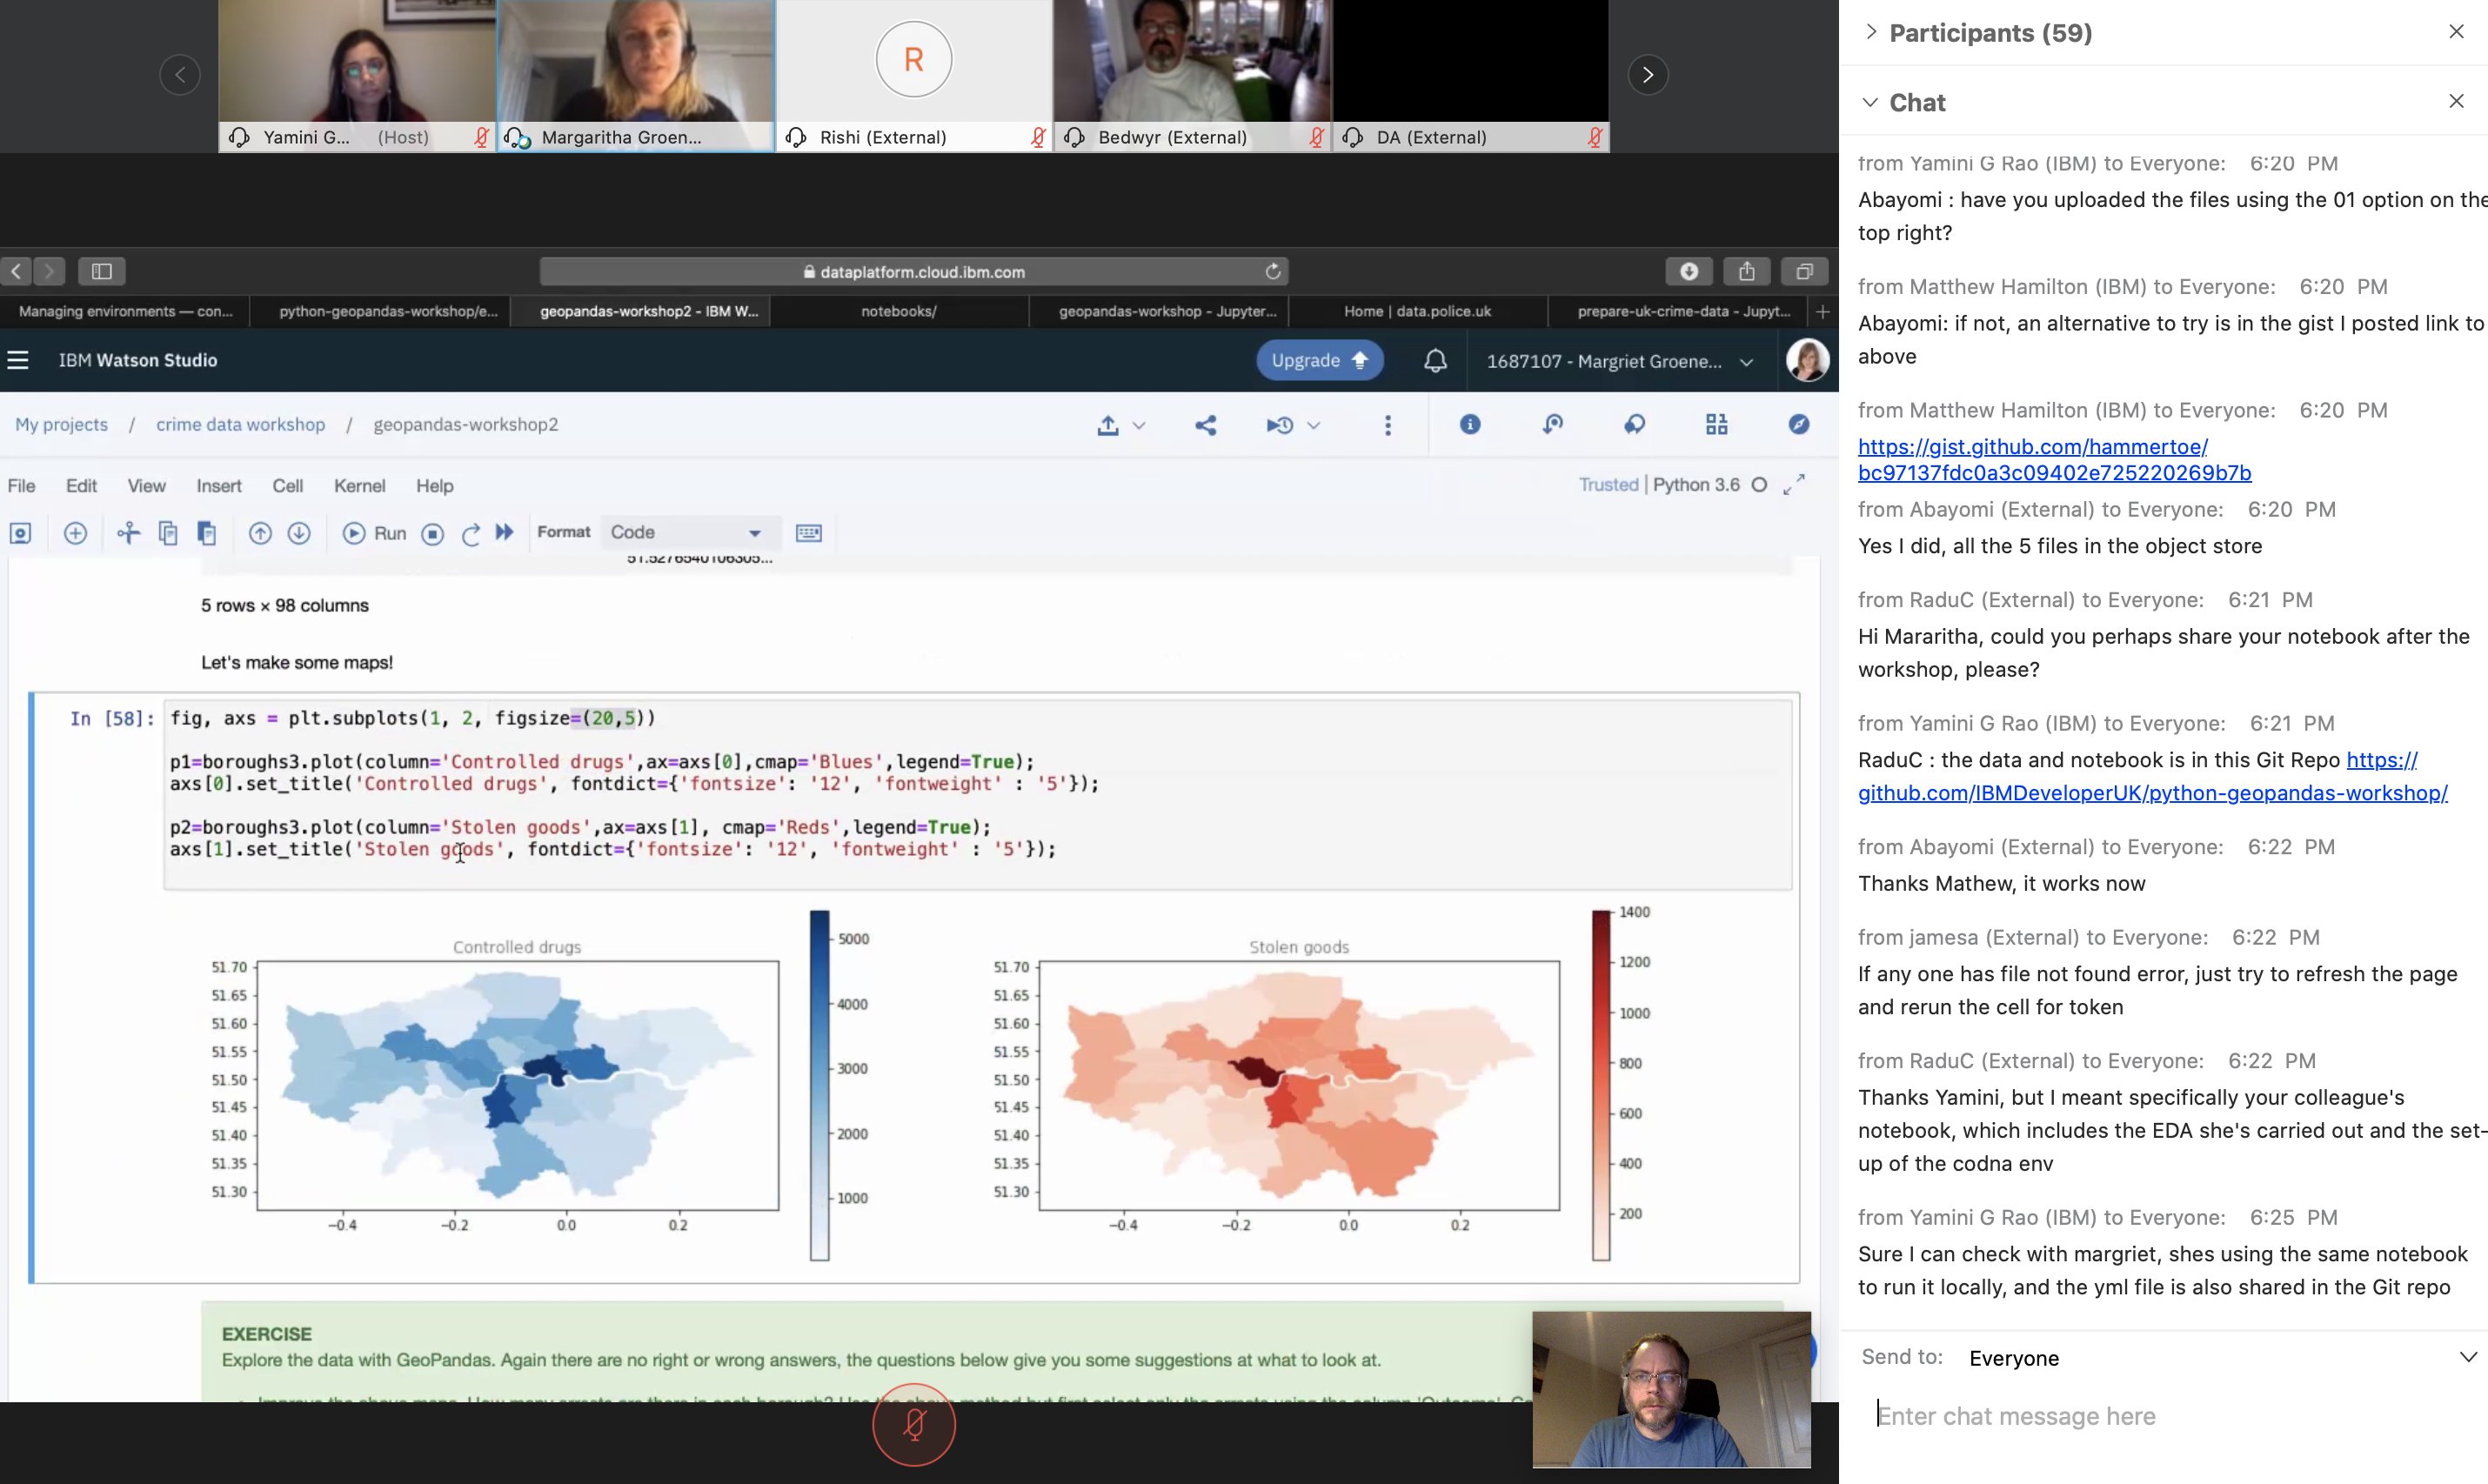 Yamini G... (Host)
Margaritha Groen...
R
Rishi (External)
Bedwyr (External)
DA (External)
dataplatform.cloud.ibm.com
Managing environments — con...
python-geopandas-workshop/e...
geopandas-workshop2 - IBM W...
notebooks/
geopandas-workshop - Jupyter...
Home | data.police.uk
prepare-uk-crime-data - Jupyt...
IBM Watson Studio
Upgrade
1687107 - Margriet Groene...
My projects / crime data workshop / geopandas-workshop2
File Edit View Insert Cell Kernel Help
Trusted | Python 3.6
Run
Format
Code
51.5276540106305...
5 rows × 98 columns
Let's make some maps!
In [58]:
fig, axs = plt.subplots(1, 2, figsize=(20,5))
p1=boroughs3.plot(column='Controlled drugs',ax=axs[0],cmap='Blues',legend=True);
axs[0].set_title('Controlled drugs', fontdict={'fontsize': '12', 'fontweight' : '5'});
p2=boroughs3.plot(column='Stolen goods',ax=axs[1], cmap='Reds',legend=True);
axs[1].set_title('Stolen goods', fontdict={'fontsize': '12', 'fontweight' : '5'});
Controlled drugs
51.70
51.65
51.60
51.55
51.50
51.45
51.40
51.35
51.30
−0.4 −0.2 0.0 0.2
5000
4000
3000
2000
1000
Stolen goods
51.70
51.65
51.60
51.55
51.50
51.45
51.40
51.35
51.30
−0.4 −0.2 0.0 0.2
1400
1200
1000
800
600
400
200
EXERCISE
Explore the data with GeoPandas. Again there are no right or wrong answers, the questions below give you some suggestions at what to look at.
Participants (59)
Chat
from Yamini G Rao (IBM) to Everyone: 6:20 PM
Abayomi : have you uploaded the files using the 01 option on the
top right?
from Matthew Hamilton (IBM) to Everyone: 6:20 PM
Abayomi: if not, an alternative to try is in the gist I posted link to
above
from Matthew Hamilton (IBM) to Everyone: 6:20 PM
https://gist.github.com/hammertoe/
bc97137fdc0a3c09402e725220269b7b
from Abayomi (External) to Everyone: 6:20 PM
Yes I did, all the 5 files in the object store
from RaduC (External) to Everyone: 6:21 PM
Hi Mararitha, could you perhaps share your notebook after the
workshop, please?
from Yamini G Rao (IBM) to Everyone: 6:21 PM
RaduC : the data and notebook is in this Git Repo https://
github.com/IBMDeveloperUK/python-geopandas-workshop/
from Abayomi (External) to Everyone: 6:22 PM
Thanks Mathew, it works now
from jamesa (External) to Everyone: 6:22 PM
If any one has file not found error, just try to refresh the page
and rerun the cell for token
from RaduC (External) to Everyone: 6:22 PM
Thanks Yamini, but I meant specifically your colleague's
notebook, which includes the EDA she's carried out and the set-
up of the codna env
from Yamini G Rao (IBM) to Everyone: 6:25 PM
Sure I can check with margriet, shes using the same notebook
to run it locally, and the yml file is also shared in the Git repo
Send to: Everyone
Enter chat message here